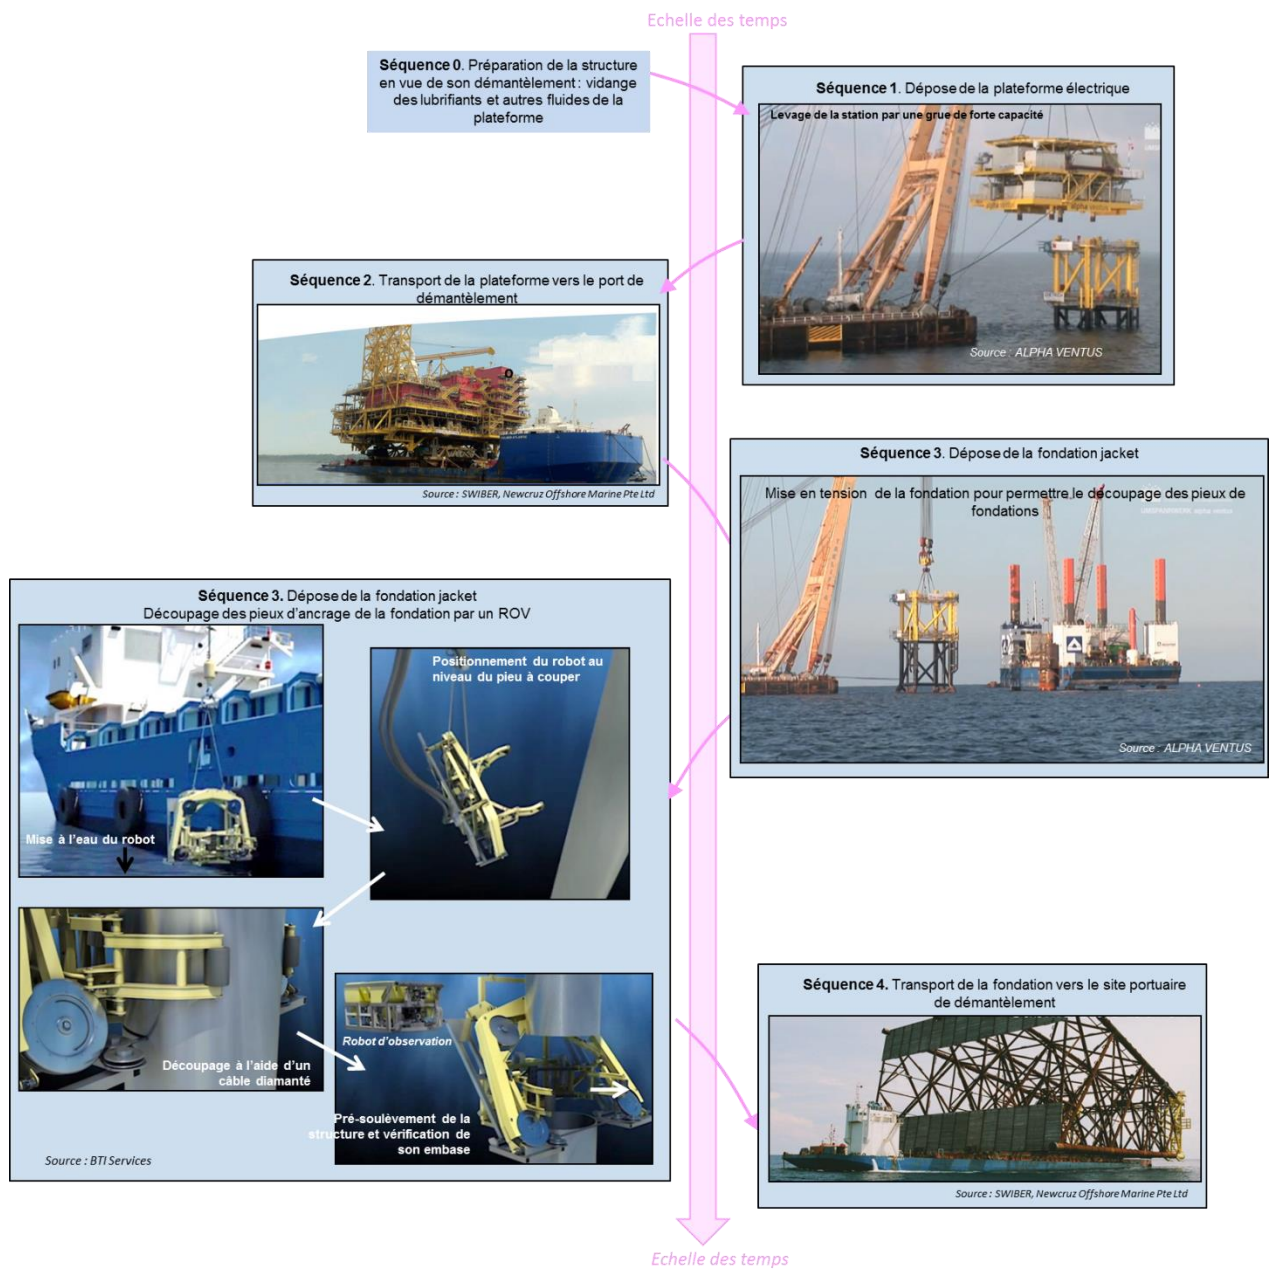 Echelle des temps
Séquence 0. Préparation de la structure
en vue de son démantèlement : vidange
des lubrifiants et autres fluides de la
plateforme
Séquence 1. Dépose de la plateforme électrique
Levage de la station par une grue de forte capacité
Source : ALPHA VENTUS
Séquence 2. Transport de la plateforme vers le port de
démantèlement
Source : SWIBER, Newcruz Offshore Marine Pte Ltd
Séquence 3. Dépose de la fondation jacket
Mise en tension de la fondation pour permettre le découpage des pieux de
fondations
Source : ALPHA VENTUS
Séquence 3. Dépose de la fondation jacket
Découpage des pieux d'ancrage de la fondation par un ROV
Mise à l'eau du robot
Positionnement du robot au
niveau du pieu à couper
Découpage à l'aide d'un
câble diamanté
Robot d'observation
Pré-soulèvement de la
structure et vérification de
son embase
Source : BTI Services
Séquence 4. Transport de la fondation vers le site portuaire
de démantèlement
Source : SWIBER, Newcruz Offshore Marine Pte Ltd
Echelle des temps